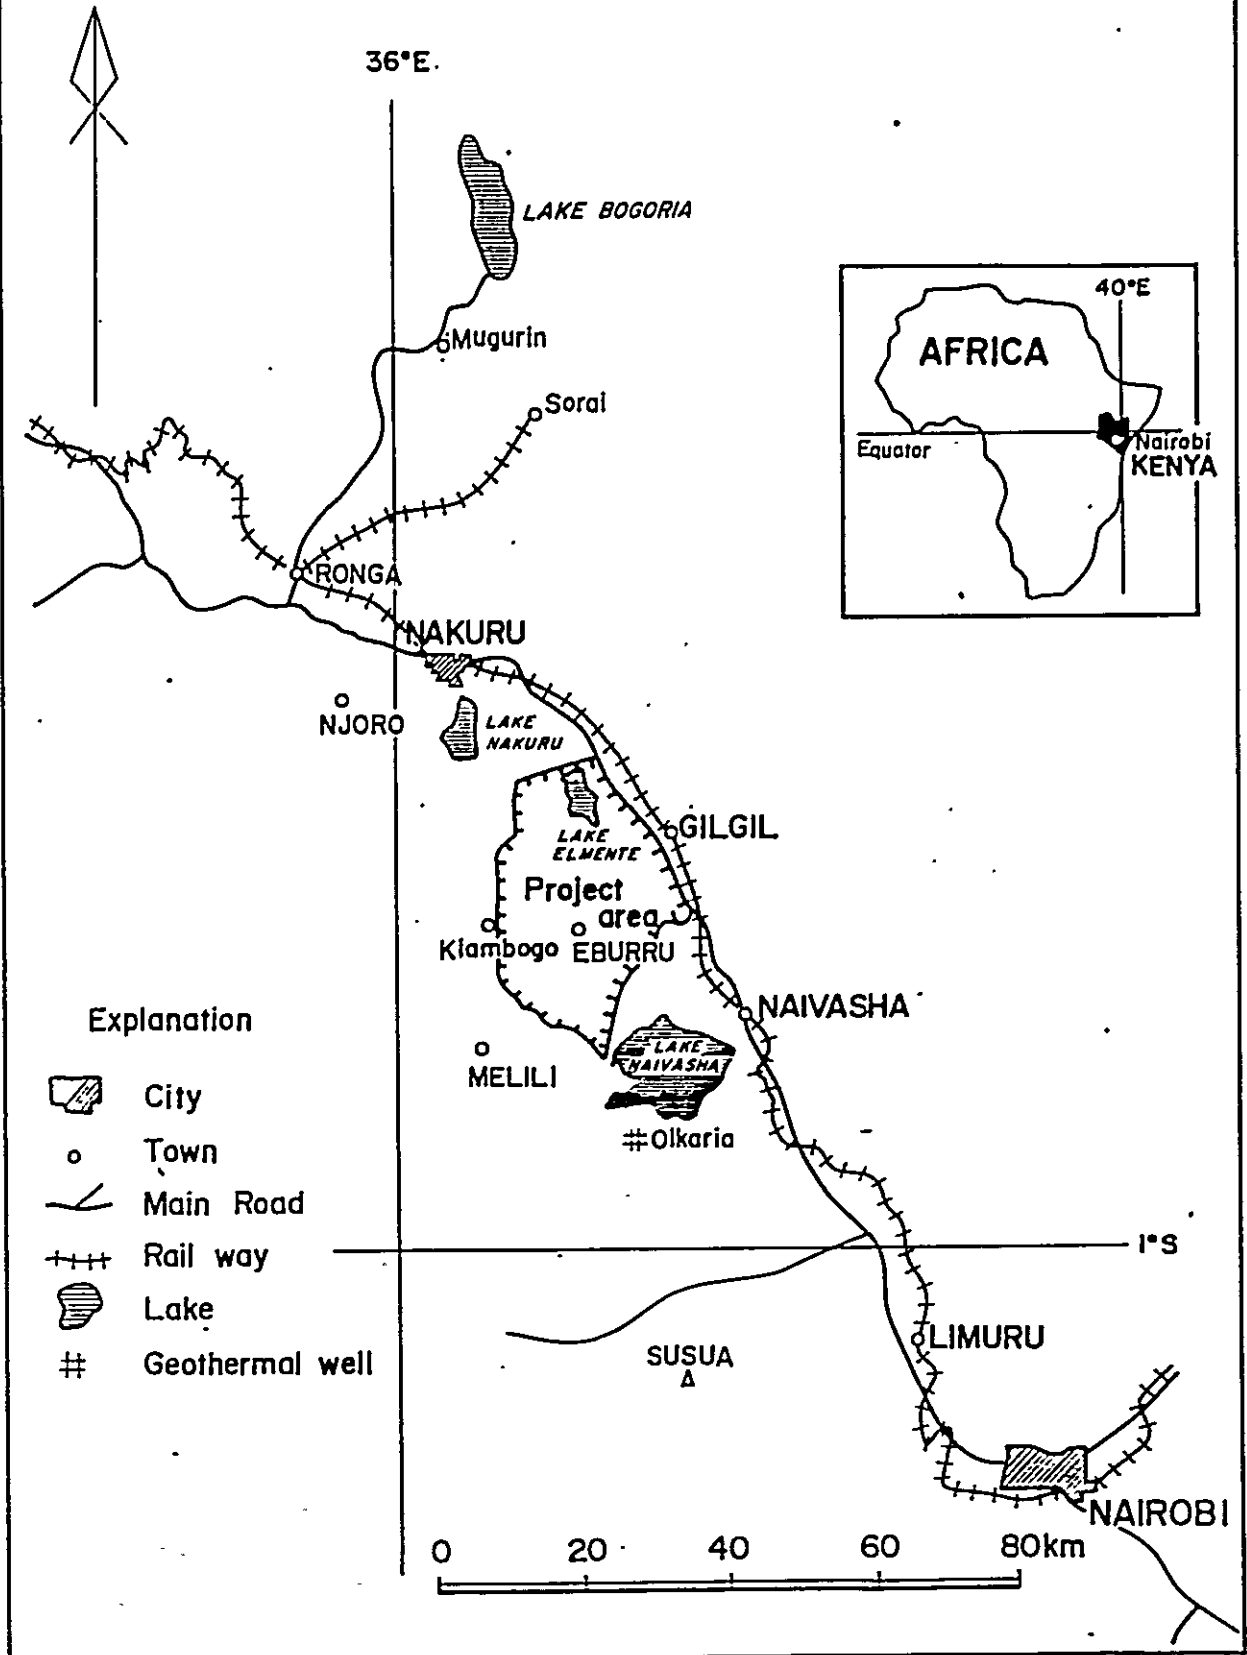 36°E.
LAKE BOGORIA
Mugurin
Sorai
40°E
AFRICA
Equator
Nairobi
KENYA
RONGA
NAKURU
NJORO
LAKE
NAKURU
GILGIL
LAKE
ELMENTE
Project
area
Kiambogo
EBURRU
NAIVASHA
LAKE
NAIVASHA
MELILI
Olkaria
Explanation
City
Town
Main Road
Rail way
Lake
Geothermal well
1°S
LIMURU
SUSUA
NAIROBI
0 20 40 60 80km